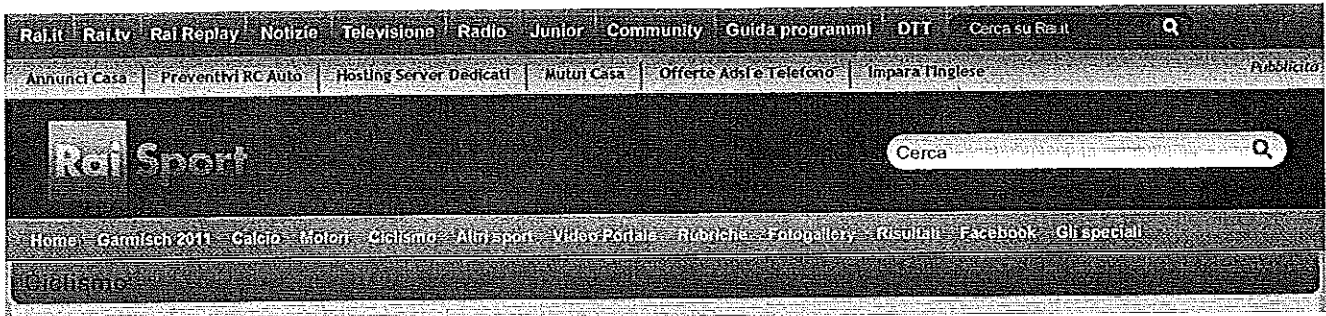 Rai.it Rai.tv Rai Replay Notizie Televisione Radio Junior Community Guida programmi DTT Cerca su Rai.it
Annunci Casa | Preventivi RC Auto | Hosting Server Dedicati | Mutui Casa | Offerte Adsl e Telefono | Impara l'Inglese Pubblicità
Rai Sport Cerca
Home Garmisch 2011 Calcio Motori Ciclismo Altri sport Video Portale Rubriche Fotogallery Risultati Facebook Gli speciali
Ciclismo